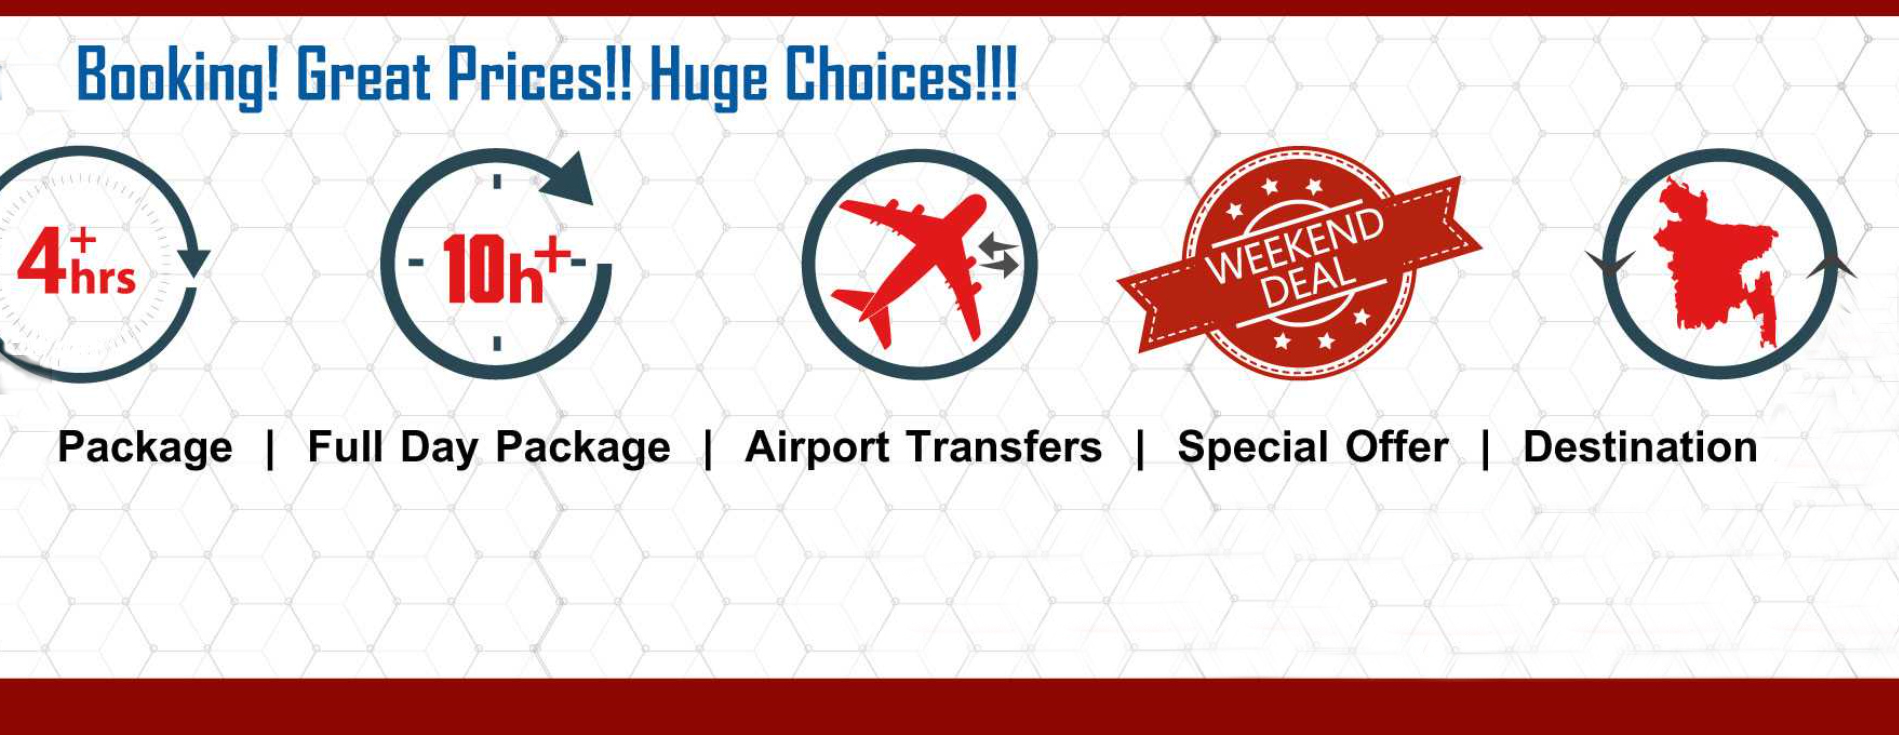 Booking! Great Prices!! Huge Choices!!!
4+
hrs
10h+
WEEKEND
DEAL
Package | Full Day Package | Airport Transfers | Special Offer | Destination